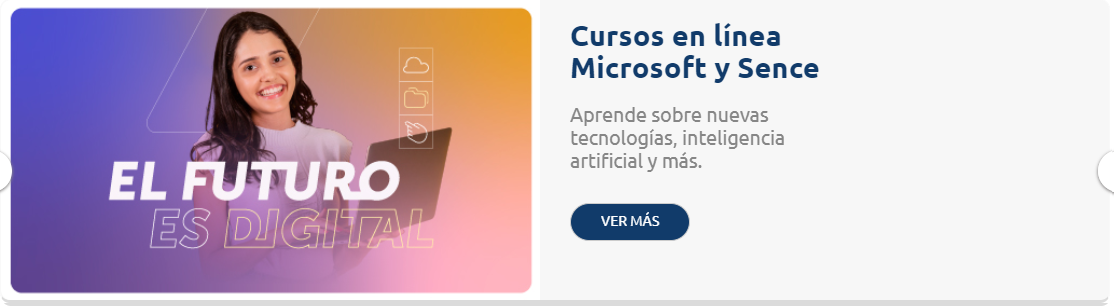 EL FUTURO
ES DIGITAL
Cursos en línea
Microsoft y Sence
Aprende sobre nuevas
tecnologías, inteligencia
artificial y más.
VER MÁS